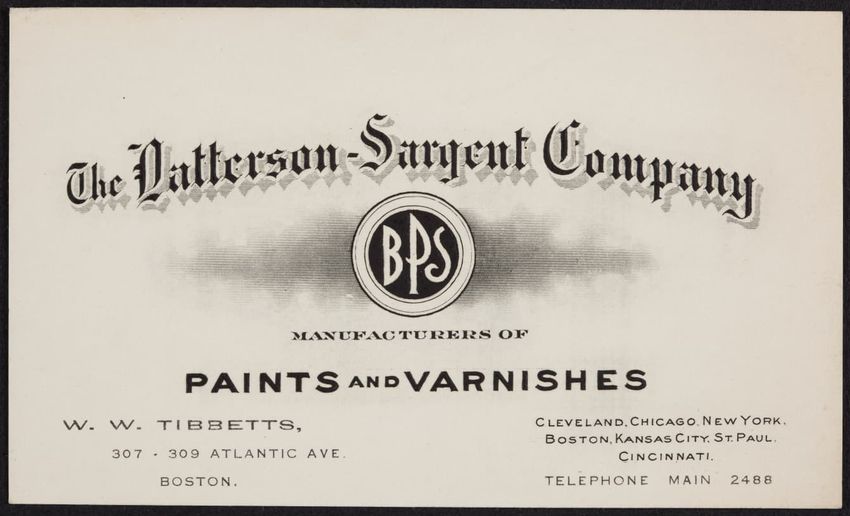 The Patterson-Sargent Company
BPS
MANUFACTURERS OF
PAINTS AND VARNISHES
W. W. TIBBETTS,
307 - 309 ATLANTIC AVE.
BOSTON.
CLEVELAND, CHICAGO, NEW YORK,
BOSTON, KANSAS CITY, ST. PAUL,
CINCINNATI.
TELEPHONE MAIN 2488